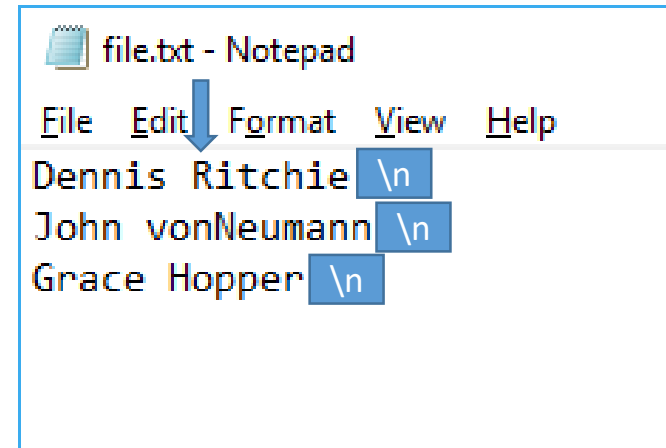 file.txt - Notepad
File Edit Format View Help
Dennis Ritchie \n
John vonNeumann \n
Grace Hopper \n